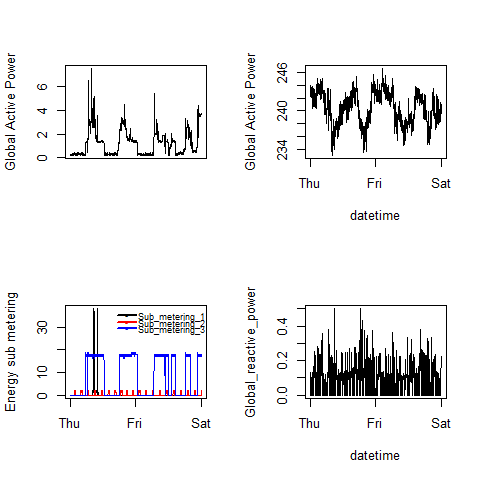 Global Active Power
0 2 4 6
Global Active Power
234 240 246
Thu Fri Sat
datetime
Energy sub metering
0 10 30
Thu Fri Sat
Sub_metering_1
Sub_metering_2
Sub_metering_3
Global_reactive_power
0.0 0.2 0.4
Thu Fri Sat
datetime